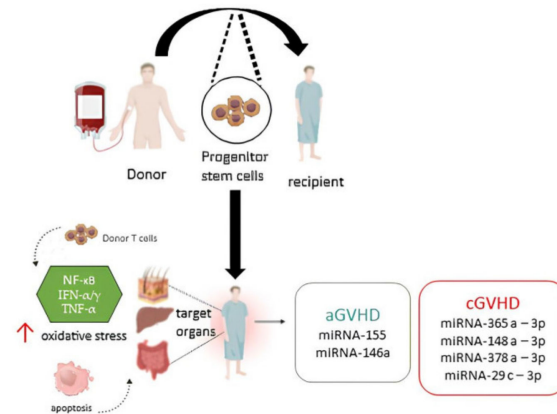 Donor
Progenitor
stem cells
recipient
Donor T cells
NF-κB
IFN-α/γ
TNF-α
oxidative stress
apoptosis
target
organs
aGVHD
miRNA-155
miRNA-146a
cGVHD
miRNA-365 a – 3p
miRNA-148 a – 3p
miRNA-378 a – 3p
miRNA-29 c – 3p